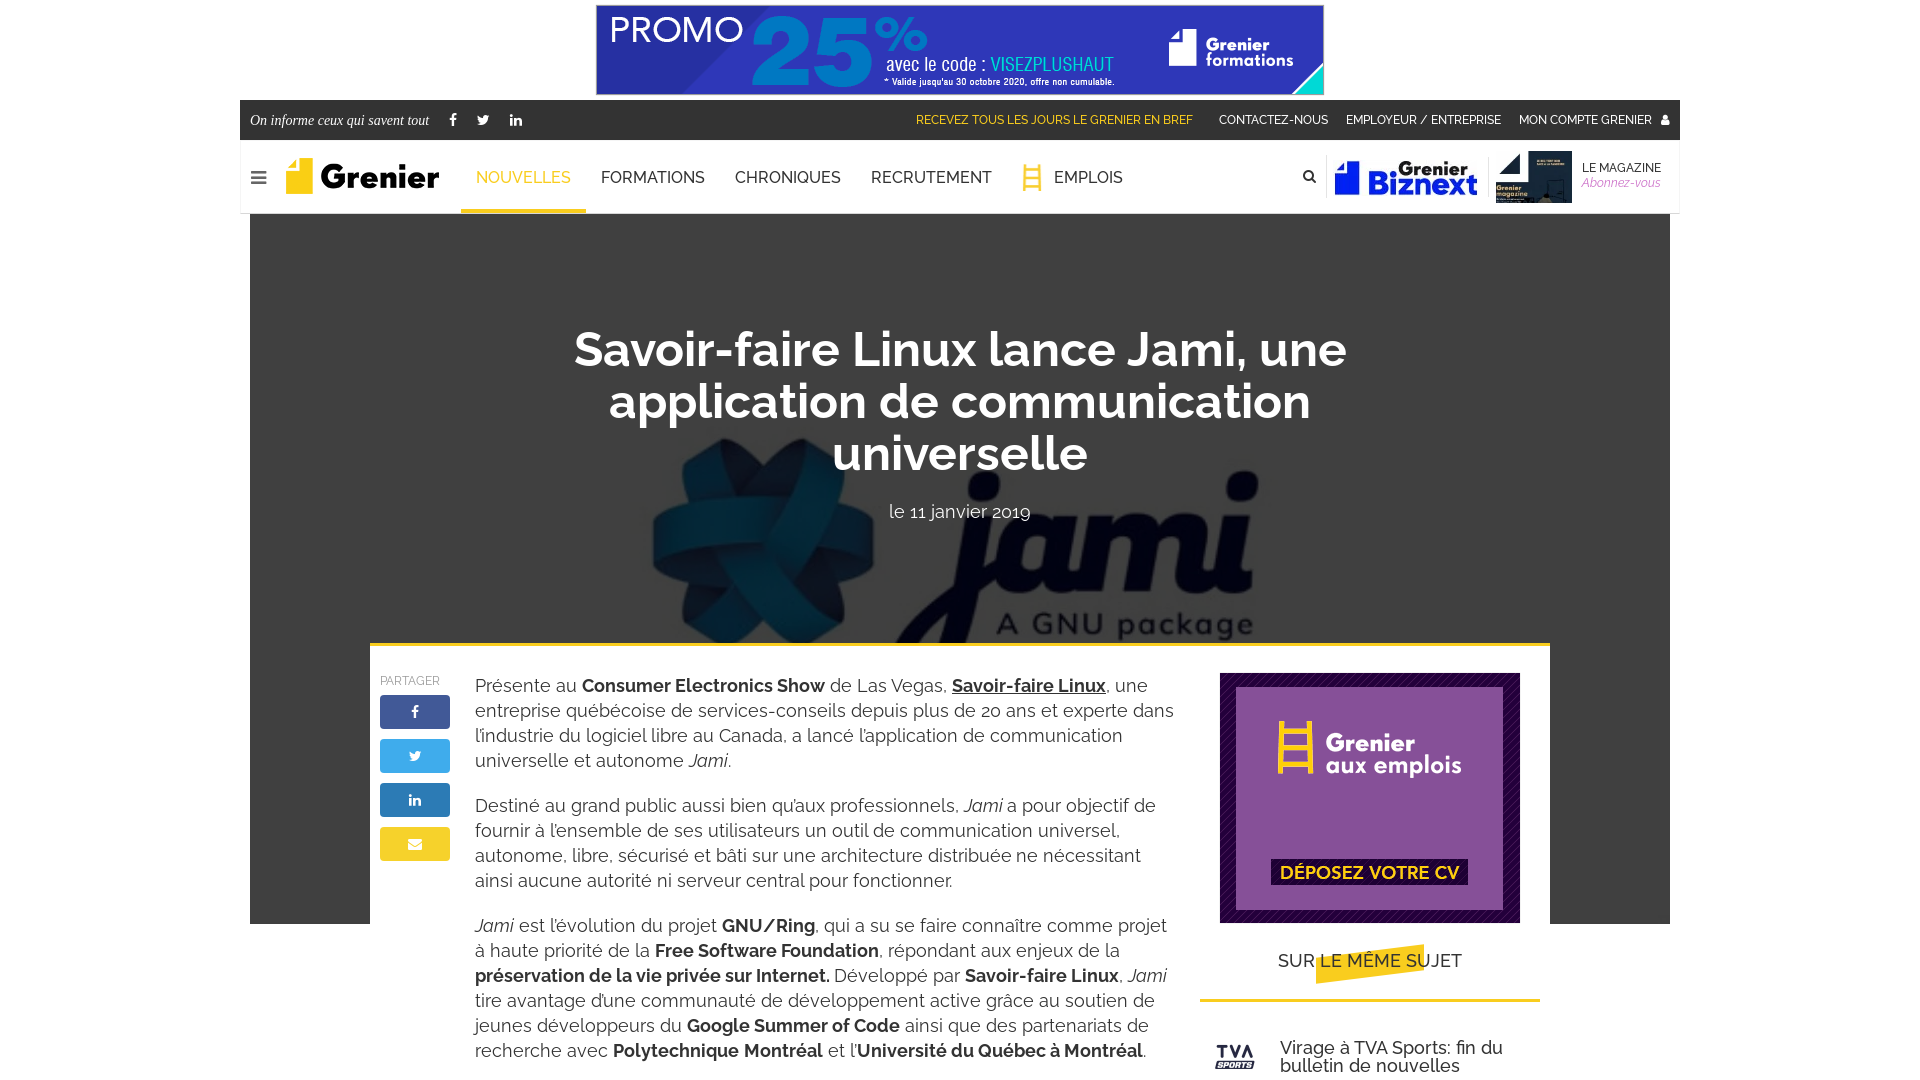 PROMO 25%
avec le code : VISEZPLUSHAUT
* Valide jusqu'au 30 octobre 2020, offre non cumulable.
Grenier
formations
On informe ceux qui savent tout
RECEVEZ TOUS LES JOURS LE GRENIER EN BREF
CONTACTEZ-NOUS
EMPLOYEUR / ENTREPRISE
MON COMPTE GRENIER
Grenier
NOUVELLES
FORMATIONS
CHRONIQUES
RECRUTEMENT
EMPLOIS
Grenier
Biznext
Grenier
magazine
LE MAGAZINE
Abonnez-vous
Savoir-faire Linux lance Jami, une
application de communication
universelle
le 11 janvier 2019
jami
A GNU package
PARTAGER
Présente au Consumer Electronics Show de Las Vegas, Savoir-faire Linux, une
entreprise québécoise de services-conseils depuis plus de 20 ans et experte dans
l’industrie du logiciel libre au Canada, a lancé l’application de communication
universelle et autonome Jami.
Destiné au grand public aussi bien qu’aux professionnels, Jami a pour objectif de
fournir à l’ensemble de ses utilisateurs un outil de communication universel,
autonome, libre, sécurisé et bâti sur une architecture distribuée ne nécessitant
ainsi aucune autorité ni serveur central pour fonctionner.
Jami est l’évolution du projet GNU/Ring, qui a su se faire connaître comme projet
à haute priorité de la Free Software Foundation, répondant aux enjeux de la
préservation de la vie privée sur Internet. Développé par Savoir-faire Linux, Jami
tire avantage d’une communauté de développement active grâce au soutien de
jeunes développeurs du Google Summer of Code ainsi que des partenariats de
recherche avec Polytechnique Montréal et l’Université du Québec à Montréal.
Grenier
aux emplois
DÉPOSEZ VOTRE CV
SUR LE MÊME SUJET
TVA
SPORTS
Virage à TVA Sports: fin du
bulletin de nouvelles